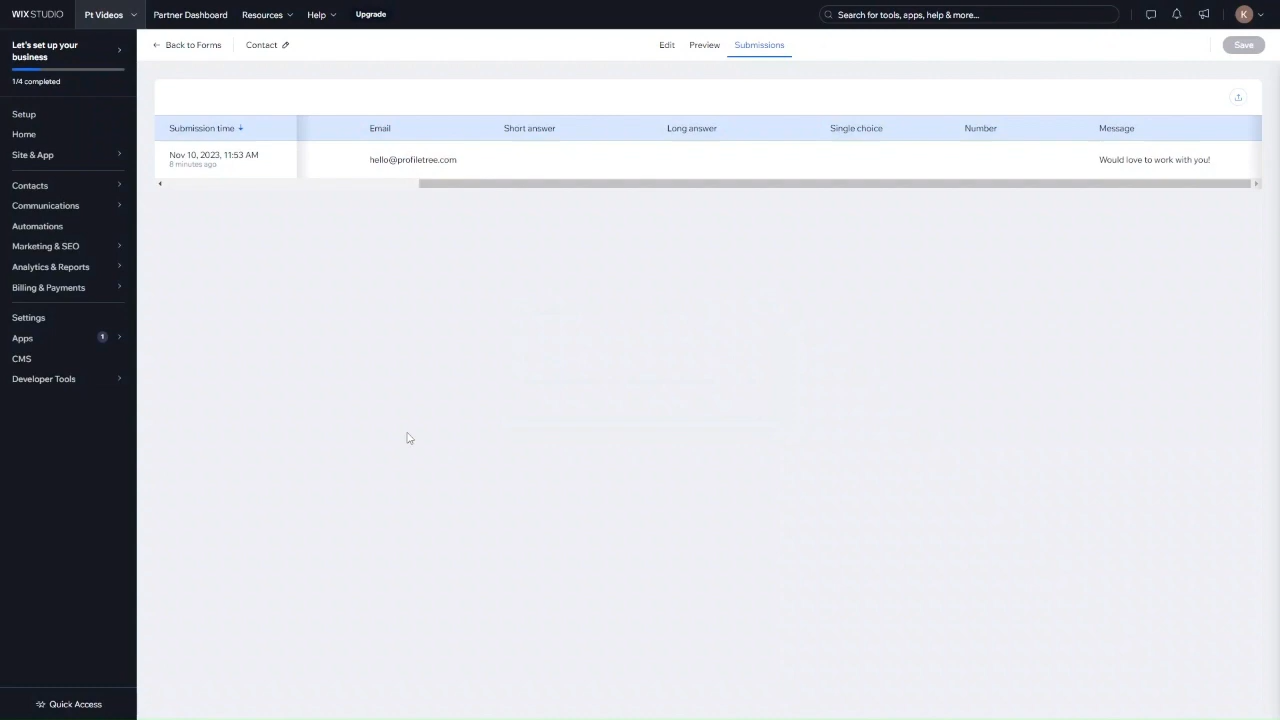 WIX STUDIO
Pt Videos
Partner Dashboard
Resources
Help
Upgrade
Search for tools, apps, help & more...
K
Let's set up your
business
1/4 completed
Setup
Home
Site & App
Contacts
Communications
Automations
Marketing & SEO
Analytics & Reports
Billing & Payments
Settings
Apps
1
CMS
Developer Tools
Quick Access
Back to Forms
Contact
Edit
Preview
Submissions
Save
Submission time
Email
Short answer
Long answer
Single choice
Number
Message
Nov 10, 2023, 11:53 AM
8 minutes ago
hello@profiletree.com
Would love to work with you!